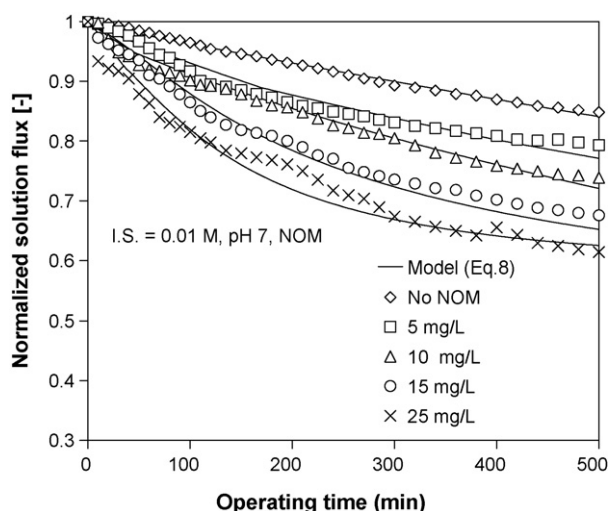 Normalized solution flux [-]
1
0.9
0.8
0.7
0.6
0.5
0.4
0.3
I.S. = 0.01 M, pH 7, NOM
Model (Eq.8)
No NOM
5 mg/L
10 mg/L
15 mg/L
25 mg/L
0 100 200 300 400 500
Operating time (min)